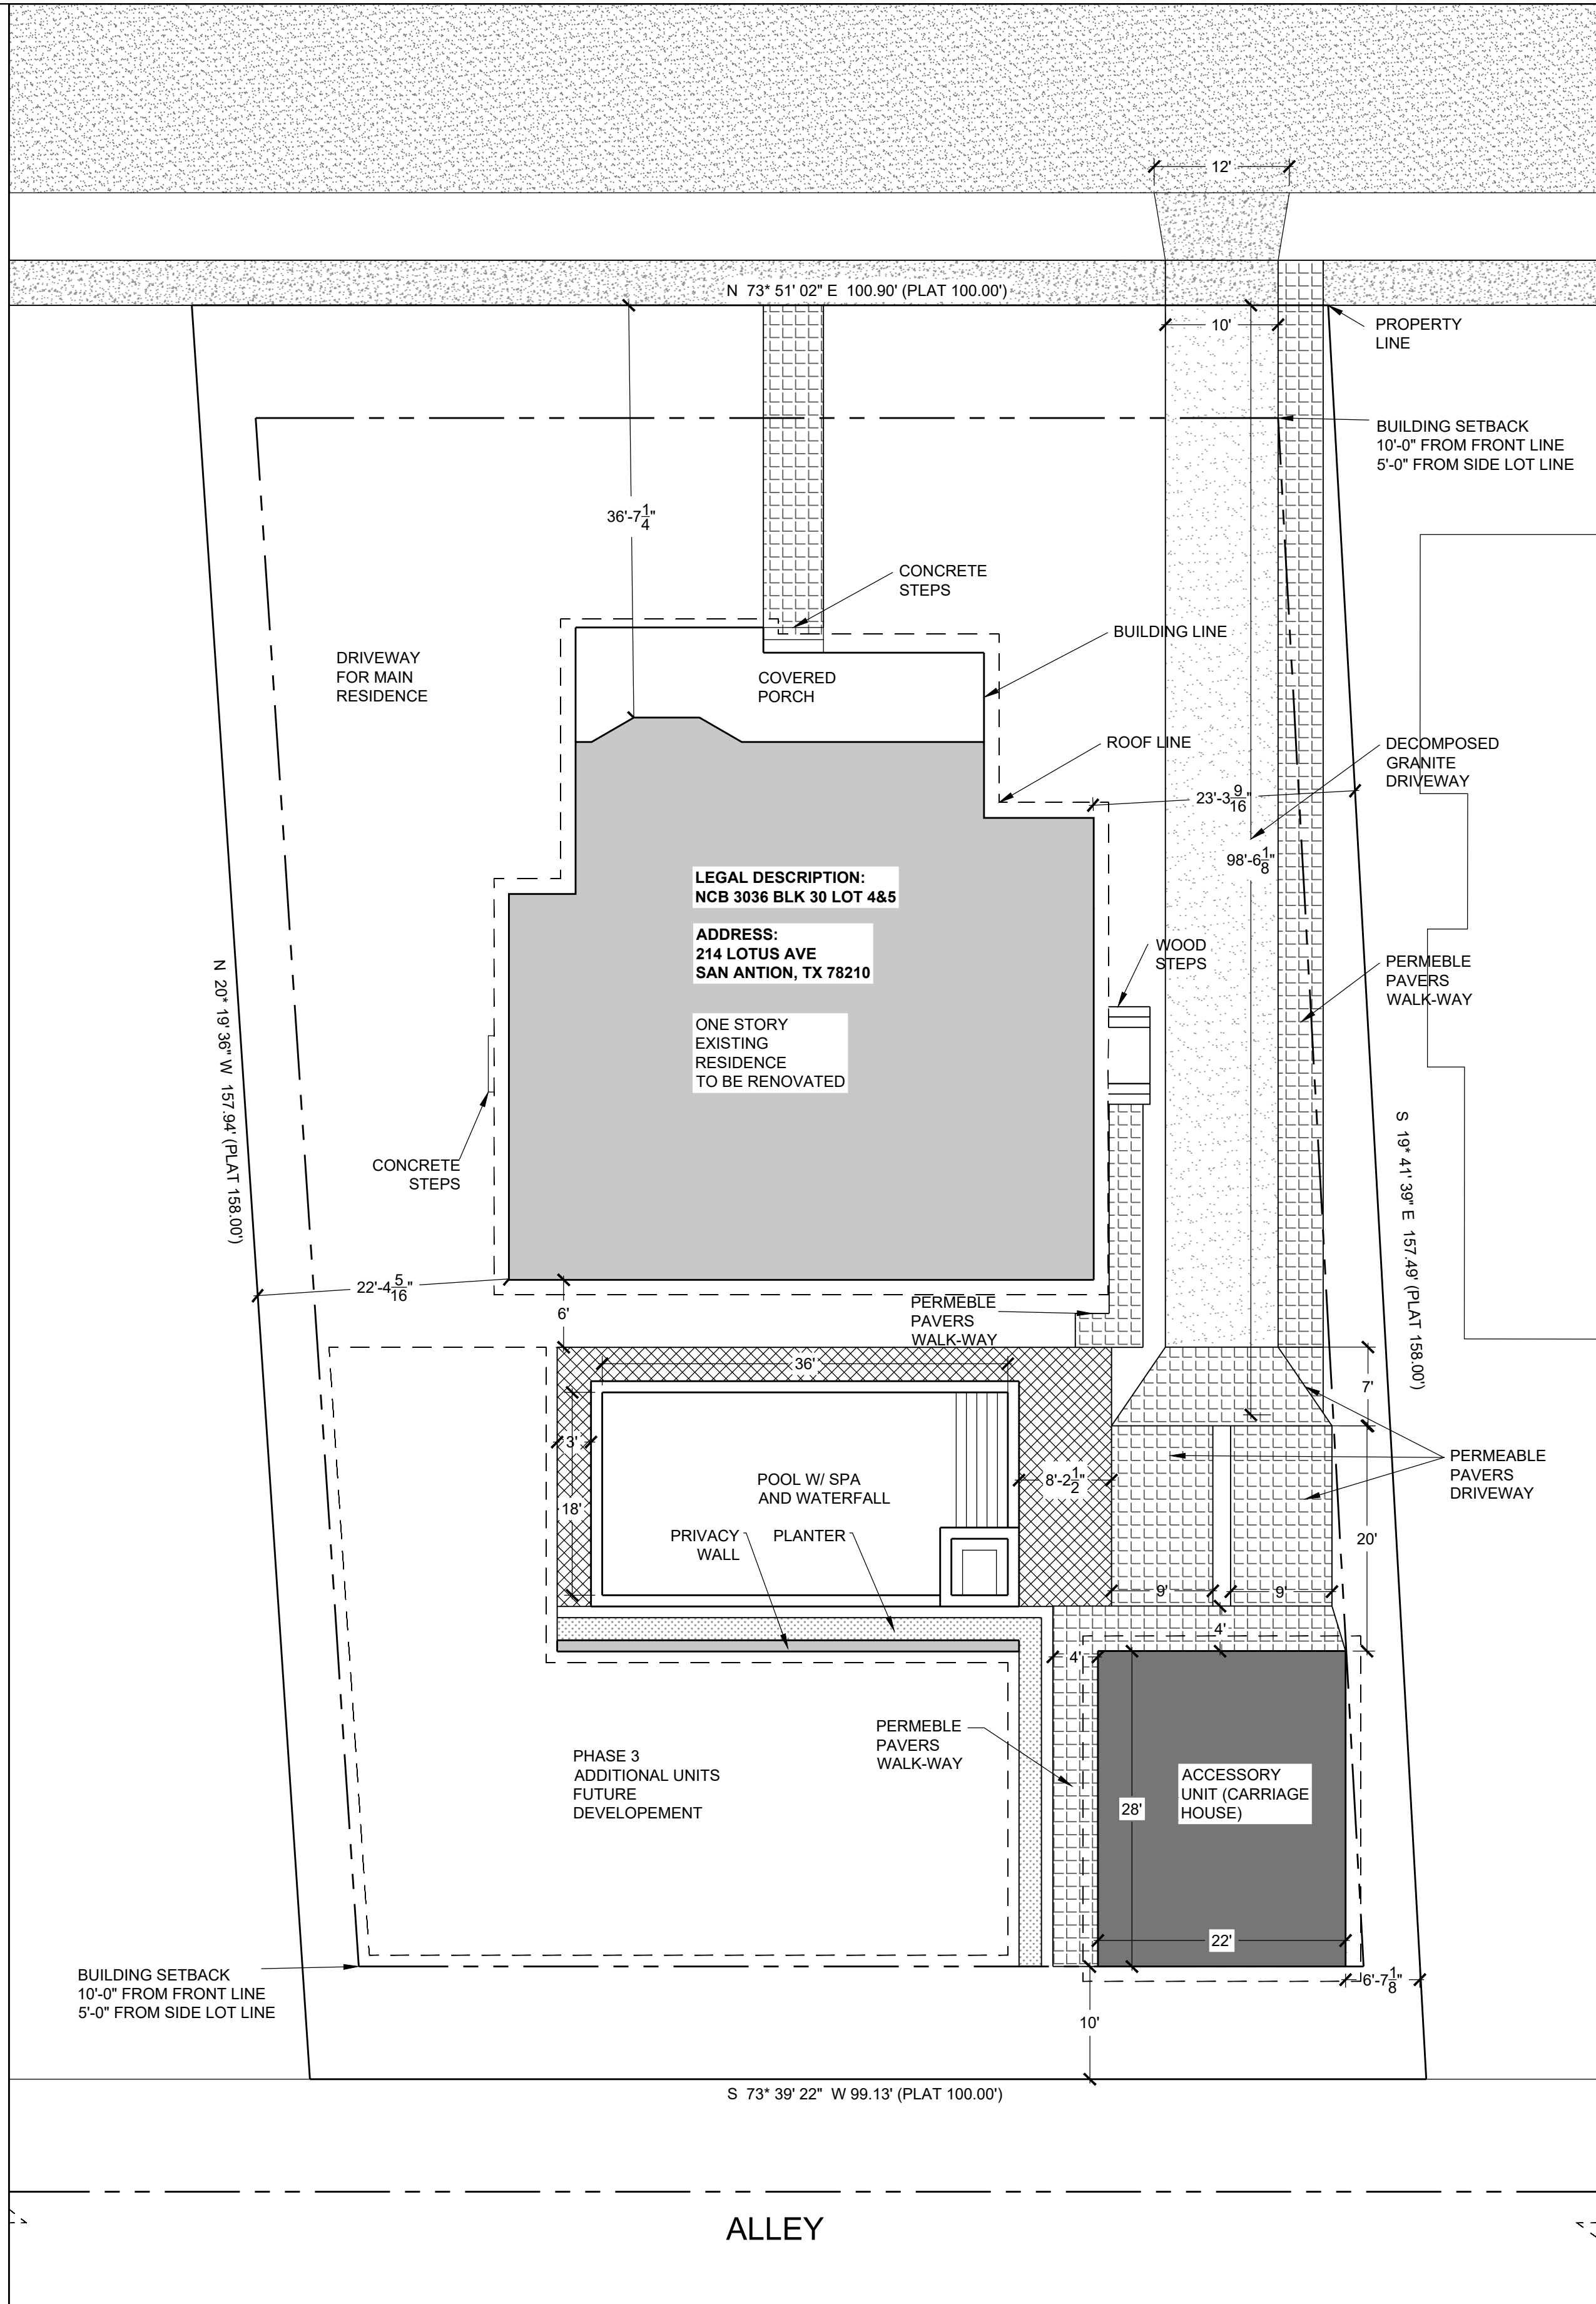 12'
N 73* 51' 02" E 100.90' (PLAT 100.00')
10'
PROPERTY
LINE
BUILDING SETBACK
10'-0" FROM FRONT LINE
5'-0" FROM SIDE LOT LINE
36'-7 1/4"
CONCRETE
STEPS
BUILDING LINE
DRIVEWAY
FOR MAIN
RESIDENCE
COVERED
PORCH
ROOF LINE
DECOMPOSED
GRANITE
DRIVEWAY
23'-3 9/16"
98'-6 1/8"
LEGAL DESCRIPTION:
NCB 3036 BLK 30 LOT 4&5
ADDRESS:
214 LOTUS AVE
SAN ANTION, TX 78210
WOOD
STEPS
PERMEBLE
PAVERS
WALK-WAY
N 20* 19' 36" W 157.94' (PLAT 158.00')
ONE STORY
EXISTING
RESIDENCE
TO BE RENOVATED
S 19* 41' 39" E 157.49' (PLAT 158.00')
CONCRETE
STEPS
22'-4 5/16"
6'
PERMEBLE
PAVERS
WALK-WAY
36'
7'
3'
18'
POOL W/ SPA
AND WATERFALL
8'-2 1/2"
PERMEABLE
PAVERS
DRIVEWAY
PRIVACY
WALL
PLANTER
20'
9'
9'
4'
4'
PERMEBLE
PAVERS
WALK-WAY
PHASE 3
ADDITIONAL UNITS
FUTURE
DEVELOPEMENT
ACCESSORY
UNIT (CARRIAGE
HOUSE)
28'
22'
BUILDING SETBACK
10'-0" FROM FRONT LINE
5'-0" FROM SIDE LOT LINE
6'-7 1/8"
10'
S 73* 39' 22" W 99.13' (PLAT 100.00')
ALLEY